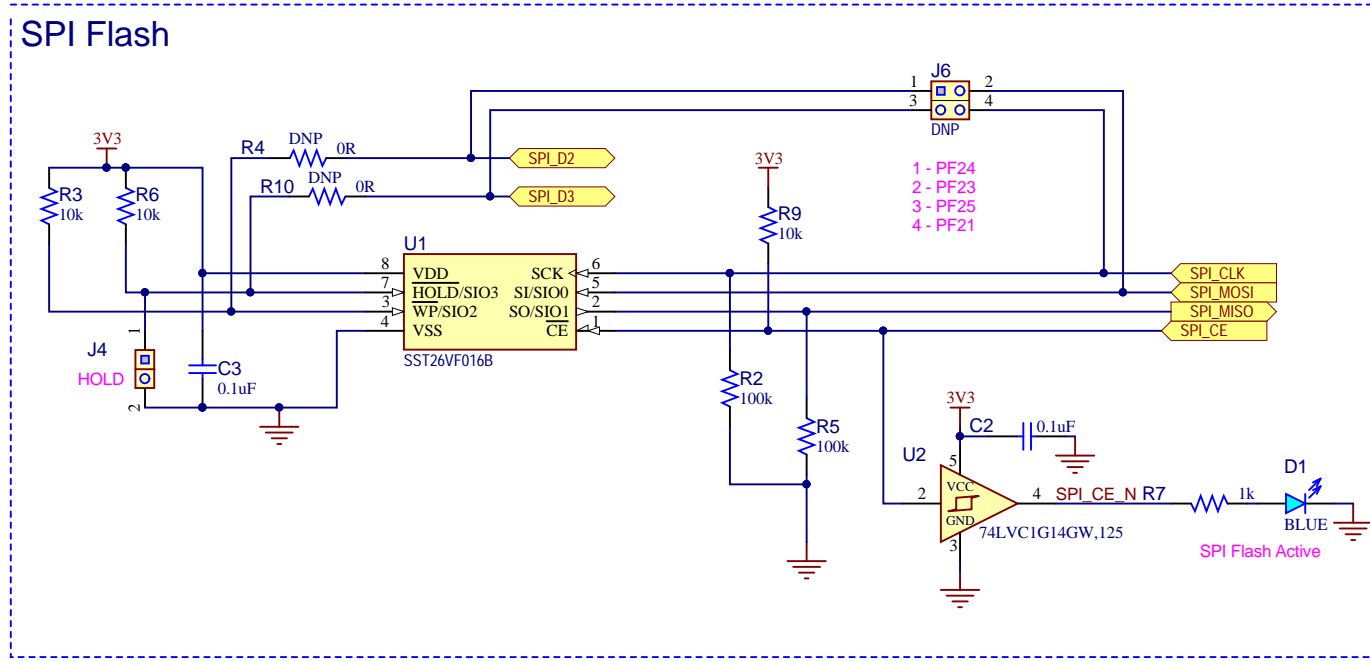 SPI Flash
J6
1
2
3
4
DNP
3V3
R4
DNP
0R
SPI_D2
R10
DNP
0R
SPI_D3
3V3
1 - PF24
2 - PF23
3 - PF25
4 - PF21
R3
10k
R6
10k
R9
10k
U1
8
VDD
SCK
6
SPI_CLK
7
HOLD/SIO3
SI/SIO0
5
SPI_MOSI
3
WP/SIO2
SO/SIO1
2
SPI_MISO
4
VSS
CE
1
SPI_CE
SST26VF016B
1
J4
HOLD
2
C3
0.1uF
R2
100k
R5
100k
3V3
C2
0.1uF
U2
5
VCC
2
GND
4
3
SPI_CE_N
R7
1k
D1
BLUE
74LVC1G14GW,125
SPI Flash Active